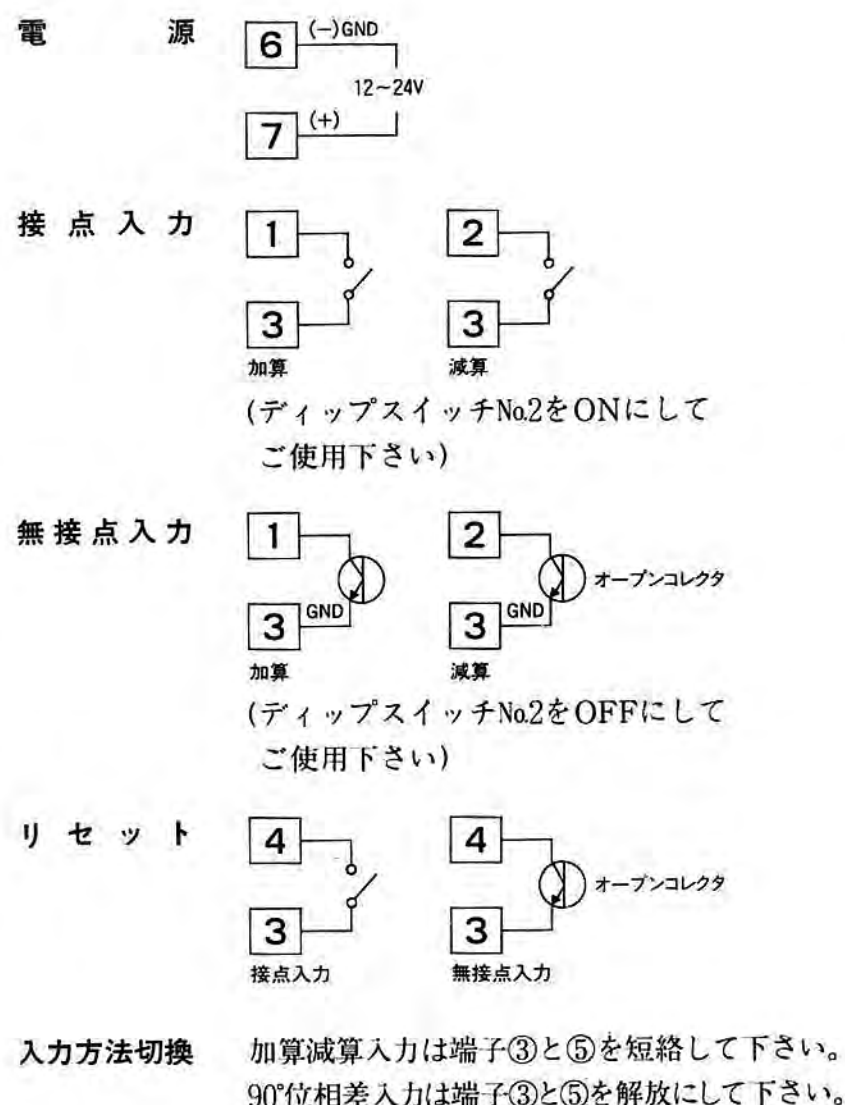 電源
6 (−)GND
12~24V
7 (+)
接点入力
1 2
3 3
加算 減算
(ディップスイッチ№2をONにして
ご使用下さい)
無接点入力
1 2
オープンコレクタ
3 GND 3 GND
加算 減算
(ディップスイッチ№2をOFFにして
ご使用下さい)
リセット
4 4
オープンコレクタ
3 3
接点入力 無接点入力
入力方法切換 加算減算入力は端子③と⑤を短絡して下さい。
90°位相差入力は端子③と⑤を解放にして下さい。